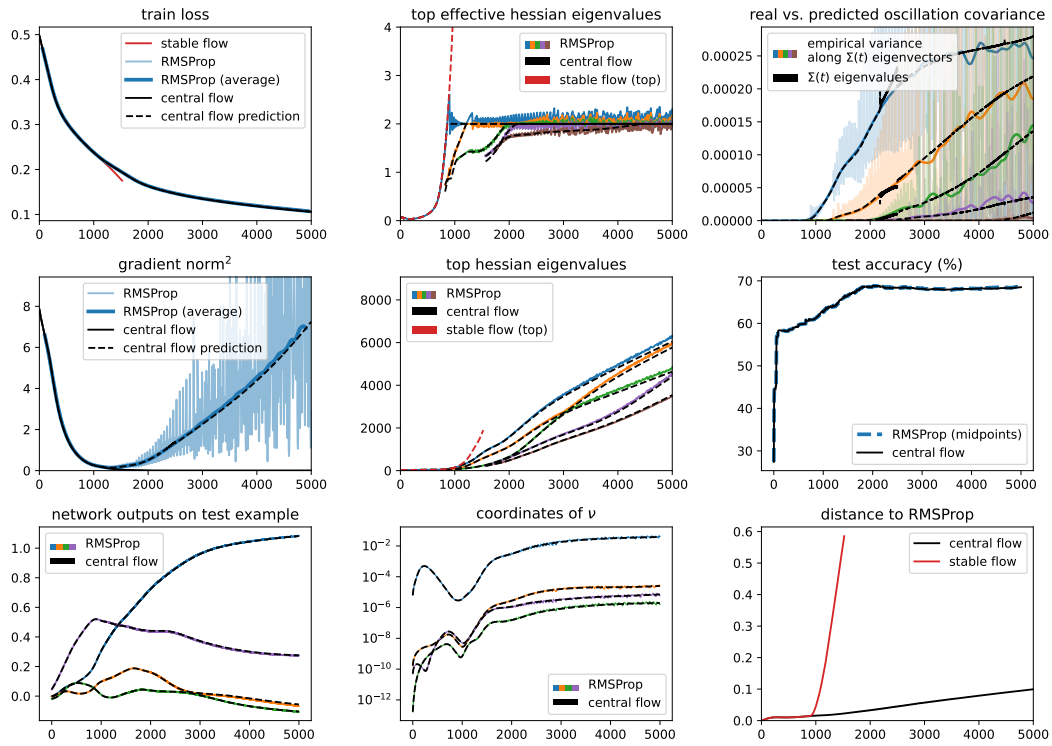 train loss
0.5
0.4
0.3
0.2
0.1
0 1000 2000 3000 4000 5000
stable flow
RMSProp
RMSProp (average)
central flow
central flow prediction
top effective hessian eigenvalues
4
3
2
1
0
0 1000 2000 3000 4000 5000
RMSProp
central flow
stable flow (top)
real vs. predicted oscillation covariance
0.00025
0.00020
0.00015
0.00010
0.00005
0.00000
0 1000 2000 3000 4000 5000
empirical variance
along Σ(t) eigenvectors
Σ(t) eigenvalues
gradient norm²
8
6
4
2
0
0 1000 2000 3000 4000 5000
RMSProp
RMSProp (average)
central flow
central flow prediction
top hessian eigenvalues
8000
6000
4000
2000
0
0 1000 2000 3000 4000 5000
RMSProp
central flow
stable flow (top)
test accuracy (%)
70
60
50
40
30
0 1000 2000 3000 4000 5000
RMSProp (midpoints)
central flow
network outputs on test example
1.0
0.8
0.6
0.4
0.2
0.0
0 1000 2000 3000 4000 5000
RMSProp
central flow
coordinates of ν
10⁻²
10⁻⁴
10⁻⁶
10⁻⁸
10⁻¹⁰
10⁻¹²
0 1000 2000 3000 4000 5000
RMSProp
central flow
distance to RMSProp
0.6
0.5
0.4
0.3
0.2
0.1
0.0
0 1000 2000 3000 4000 5000
central flow
stable flow